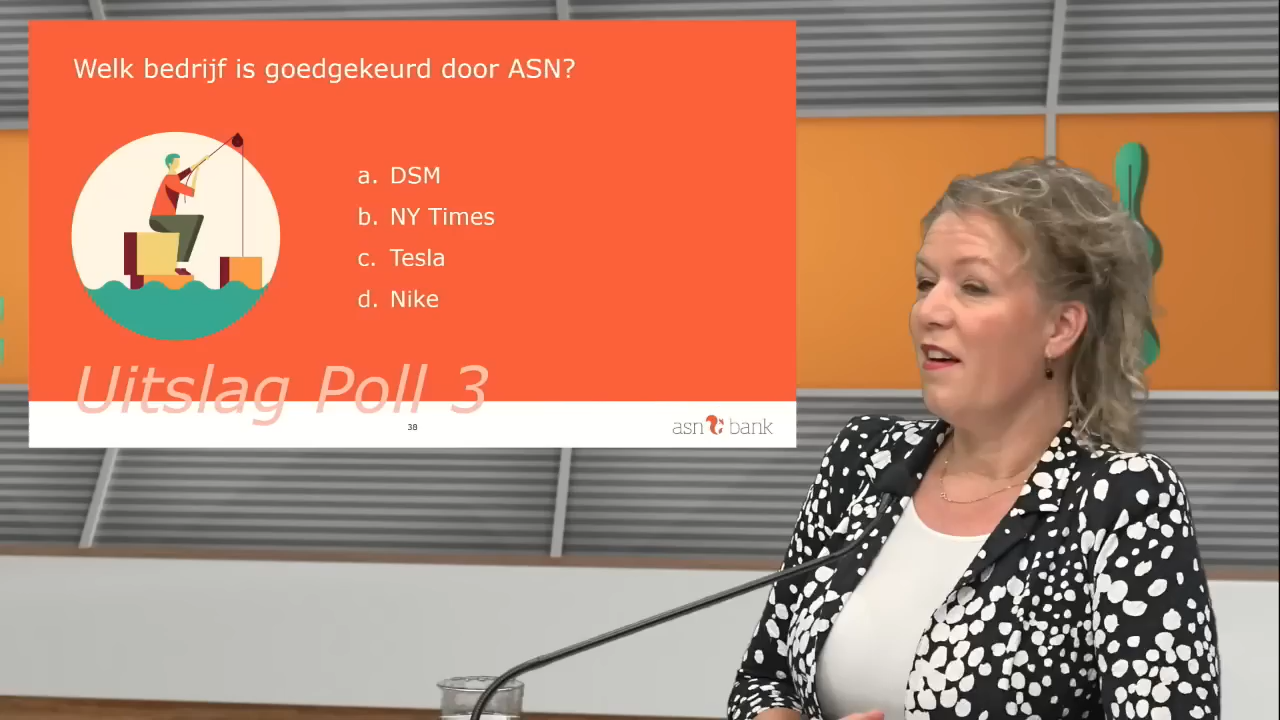 Welk bedrijf is goedgekeurd door ASN?
a. DSM
b. NY Times
c. Tesla
d. Nike
Uitslag Poll 3
38
asn bank